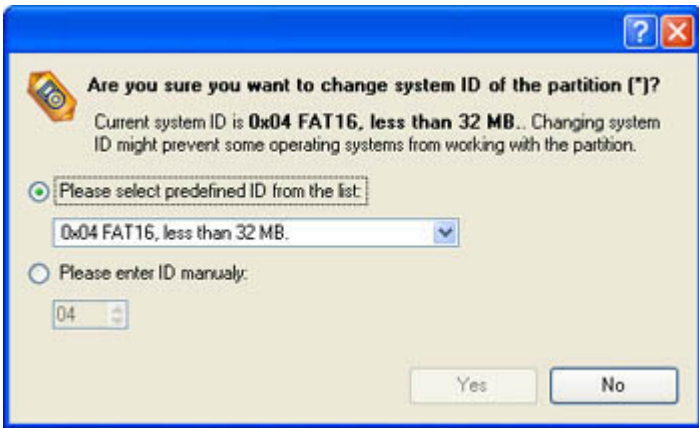 Are you sure you want to change system ID of the partition (*)?
Current system ID is 0x04 FAT16, less than 32 MB.. Changing system
ID might prevent some operating systems from working with the partition.
Please select predefined ID from the list:
0x04 FAT16, less than 32 MB.
Please enter ID manualy:
04
Yes
No